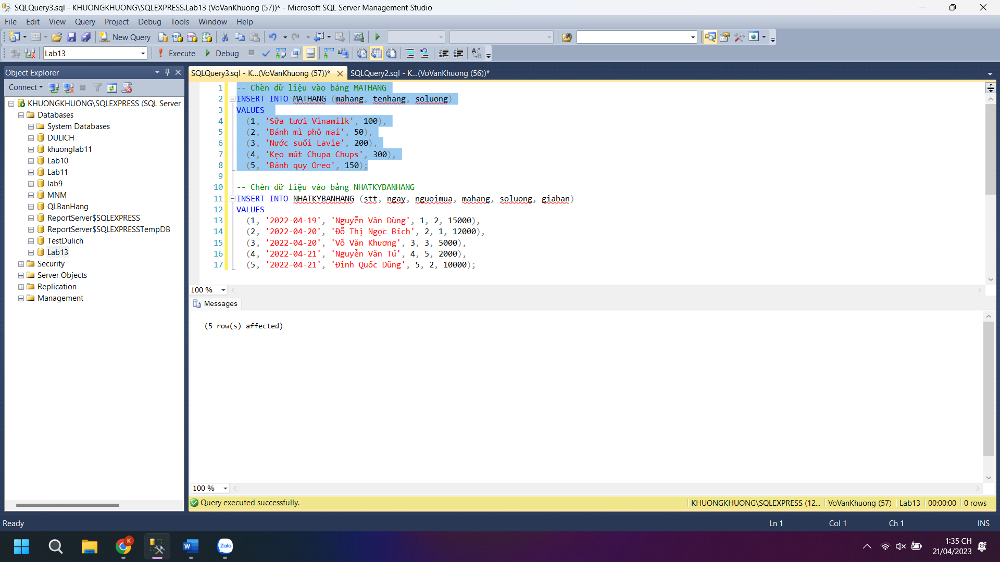 SQLQuery3.sql - KHUONGKHUONG\SQLEXPRESS.Lab13 (VoVanKhuong (57))* - Microsoft SQL Server Management Studio
File Edit View Query Project Debug Tools Window Help
New Query
Lab13 Execute Debug
Object Explorer
Connect
KHUONGKHUONG\SQLEXPRESS (SQL Server
Databases
System Databases
DULICH
khuonglab11
Lab10
Lab11
lab9
MNM
QLBanHang
ReportServer$SQLEXPRESS
ReportServer$SQLEXPRESSTempDB
TestDulich
Lab13
Security
Server Objects
Replication
Management
SQLQuery3.sql - K...(VoVanKhuong (57))* SQLQuery2.sql - K...(VoVanKhuong (56))*
1 -- Chèn dữ liệu vào bảng MATHANG
2 INSERT INTO MATHANG (mahang, tenhang, soluong)
3 VALUES
4 (1, 'Sữa tươi Vinamilk', 100),
5 (2, 'Bánh mì phô mai', 50),
6 (3, 'Nước suối Lavie', 200),
7 (4, 'Kẹo mút Chupa Chups', 300),
8 (5, 'Bánh quy Oreo', 150);
9
10 -- Chèn dữ liệu vào bảng NHATKYBANHANG
11 INSERT INTO NHATKYBANHANG (stt, ngay, nguoimua, mahang, soluong, giaban)
12 VALUES
13 (1, '2022-04-19', 'Nguyễn Văn Dùng', 1, 2, 15000),
14 (2, '2022-04-20', 'Đỗ Thị Ngọc Bích', 2, 1, 12000),
15 (3, '2022-04-20', 'Võ Văn Khương', 3, 3, 5000),
16 (4, '2022-04-21', 'Nguyễn Văn Tú', 4, 5, 2000),
17 (5, '2022-04-21', 'Đinh Quốc Dũng', 5, 2, 10000);
100 %
Messages
(5 row(s) affected)
100 %
Query executed successfully. KHUONGKHUONG\SQLEXPRESS (12... VoVanKhuong (57) Lab13 00:00:00 0 rows
Ready Ln 1 Col 1 Ch 1 INS
K
W
Zalo
1:35 CH
21/04/2023